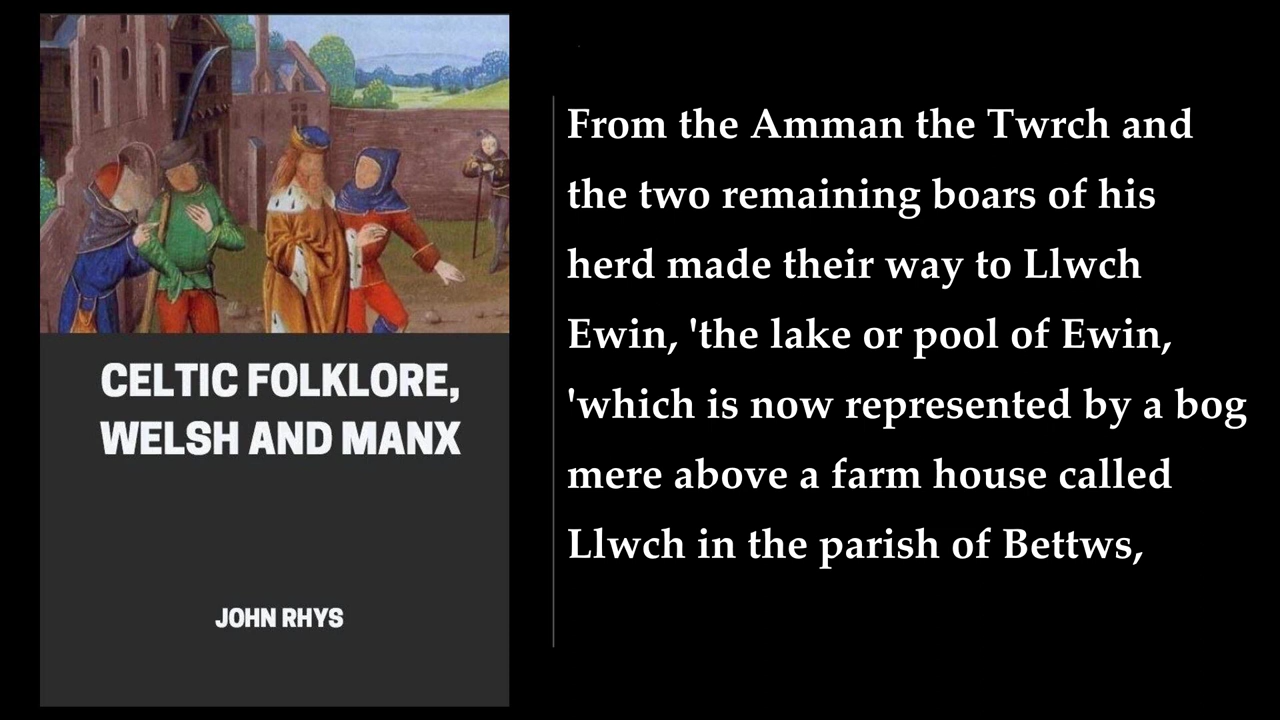 CELTIC FOLKLORE,
WELSH AND MANX
JOHN RHYS
From the Amman the Twrch and
the two remaining boars of his
herd made their way to Llwch
Ewin, 'the lake or pool of Ewin,
'which is now represented by a bog
mere above a farm house called
Llwch in the parish of Bettws,